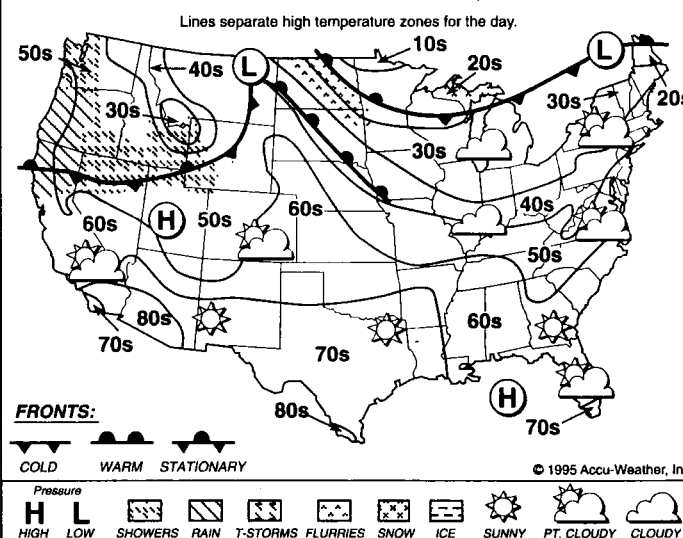 Lines separate high temperature zones for the day.
50s
40s
L
10s
20s
L
30s
30s
20s
30s
60s
H
50s
60s
40s
50s
80s
70s
70s
60s
80s
H
70s
FRONTS:
COLD WARM STATIONARY
© 1995 Accu-Weather, In
Pressure
H L
HIGH LOW SHOWERS RAIN T-STORMS FLURRIES SNOW ICE SUNNY PT. CLOUDY CLOUDY